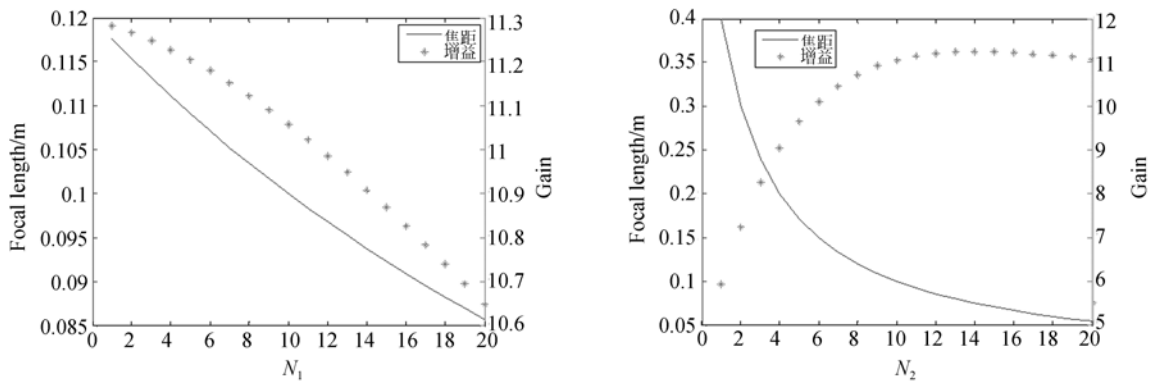 0.12
0.115
0.11
0.105
0.1
0.095
0.09
0.085
Focal length/m
焦距
增益
11.3
11.2
11.1
11
10.9
10.8
10.7
10.6
Gain
0 2 4 6 8 10 12 14 16 18 20
N₁
0.4
0.35
0.3
0.25
0.2
0.15
0.1
0.05
Focal length/m
焦距
增益
12
11
10
9
8
7
6
5
Gain
0 2 4 6 8 10 12 14 16 18 20
N₂